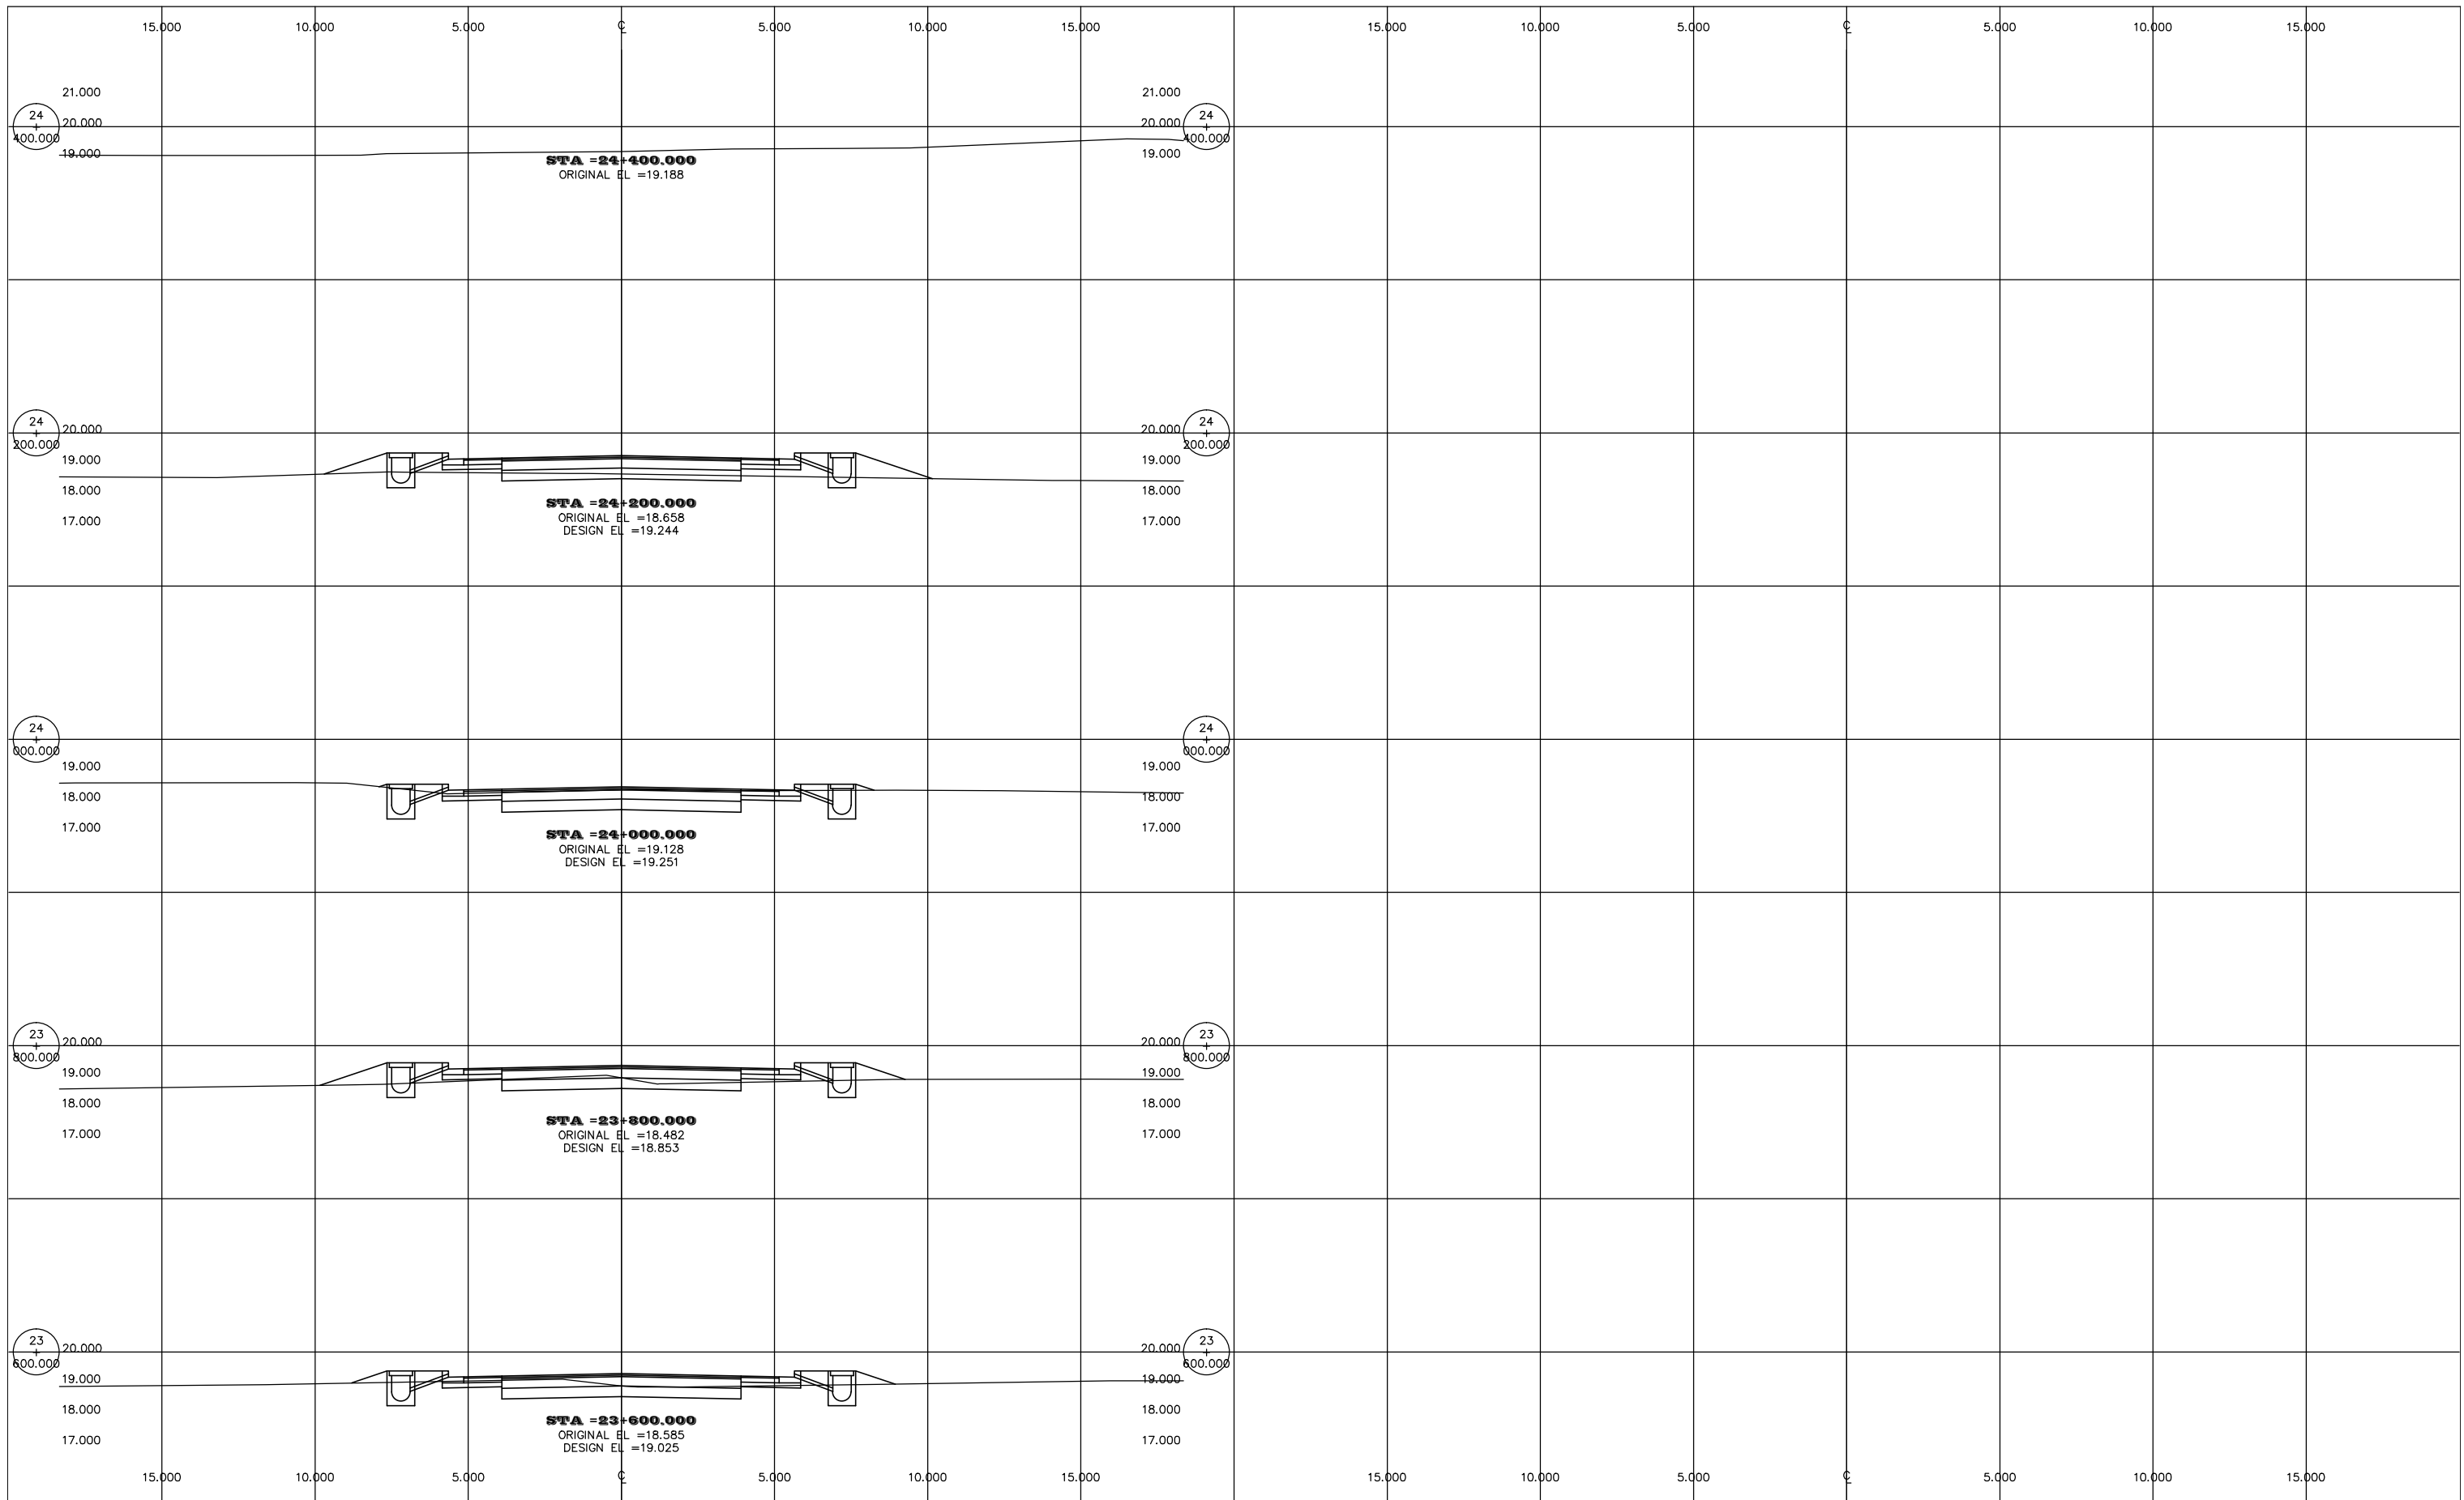 15.000 10.000 5.000 ℄ 5.000 10.000 15.000 15.000 10.000 5.000 ℄ 5.000 10.000 15.000
21.000 21.000
24 20.000 20.000 24
400.000 400.000
19.000 19.000
STA =24+400.000
ORIGINAL EL =19.188
24 20.000 20.000 24
200.000 200.000
19.000 19.000
18.000 18.000
STA =24+200.000
ORIGINAL EL =18.658
17.000 17.000
DESIGN EL =19.244
24 24
000.000 000.000
19.000 19.000
18.000 18.000
17.000 17.000
STA =24+000.000
ORIGINAL EL =19.128
DESIGN EL =19.251
23 20.000 20.000 23
800.000 800.000
19.000 19.000
18.000 18.000
STA =23+800.000
17.000 17.000
ORIGINAL EL =18.482
DESIGN EL =18.853
23 20.000 20.000 23
600.000 600.000
19.000 19.000
18.000 18.000
STA =23+600.000
ORIGINAL EL =18.585
17.000 17.000
DESIGN EL =19.025
15.000 10.000 5.000 ℄ 5.000 10.000 15.000 15.000 10.000 5.000 ℄ 5.000 10.000 15.000